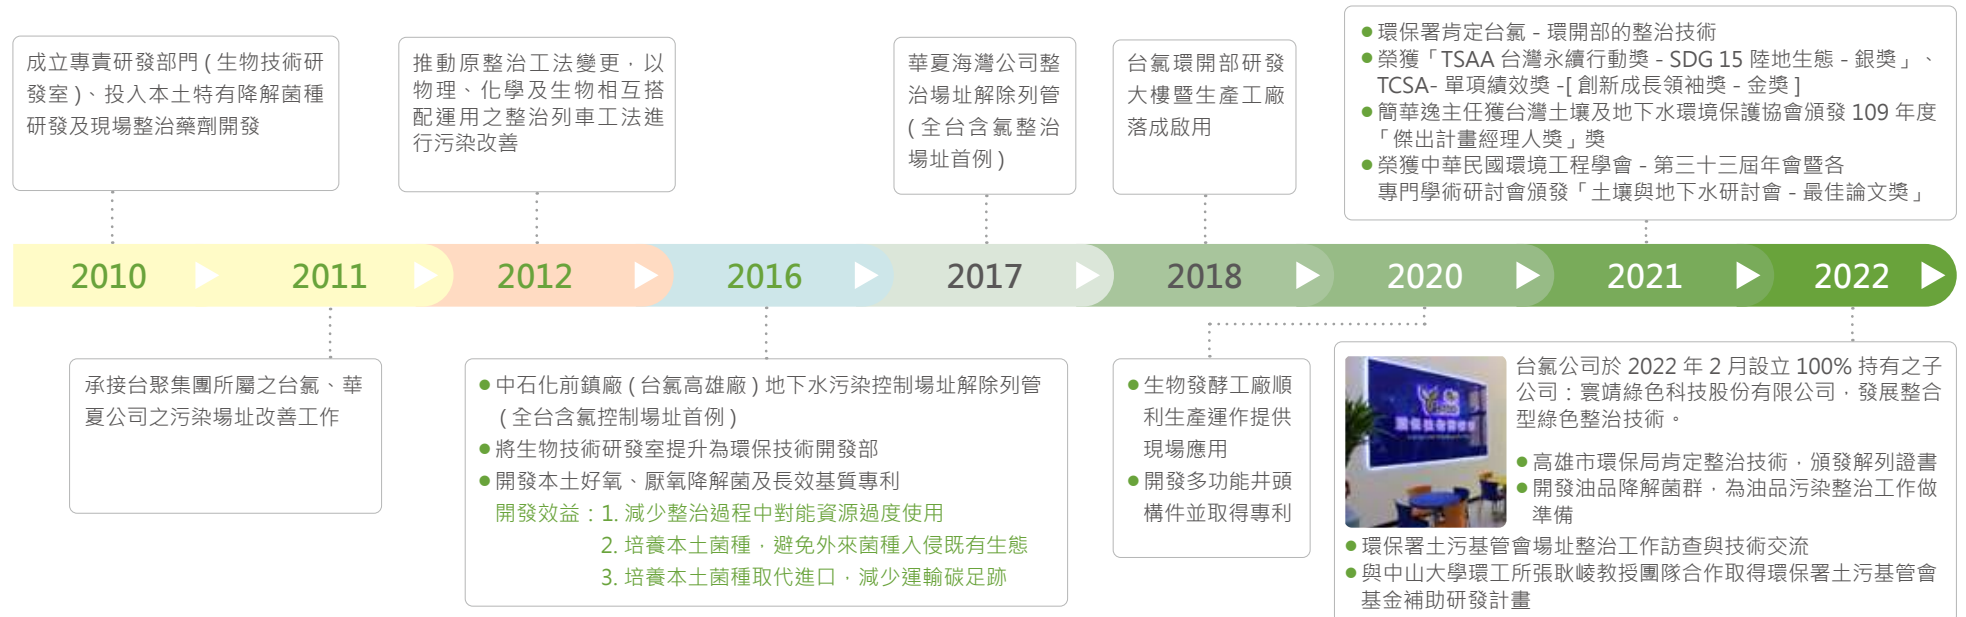 成立專責研發部門 ( 生物技術研
發室 )、投入本土特有降解菌種
研發及現場整治藥劑開發
推動原整治工法變更，以
物理、化學及生物相互搭
配運用之整治列車工法進
行污染改善
華夏海灣公司整
治場址解除列管
( 全台含氯整治
場址首例 )
台氯環開部研發
大樓暨生產工廠
落成啟用
●環保署肯定台氯 - 環開部的整治技術
●榮獲「TSAA 台灣永續行動獎 - SDG 15 陸地生態 - 銀獎」、
TCSA- 單項績效獎 -[ 創新成長領袖獎 - 金獎 ]
●簡華逸主任獲台灣土壤及地下水環境保護協會頒發 109 年度
「傑出計畫經理人獎」獎
●榮獲中華民國環境工程學會 - 第三十三屆年會暨各
專門學術研討會頒發「土壤與地下水研討會 - 最佳論文獎」
2010 2011 2012 2016 2017 2018 2020 2021 2022
承接台聚集團所屬之台氯、華
夏公司之污染場址改善工作
●中石化前鎮廠 ( 台氯高雄廠 ) 地下水污染控制場址解除列管
( 全台含氯控制場址首例 )
●將生物技術研發室提升為環保技術開發部
●開發本土好氧、厭氧降解菌及長效基質專利
開發效益：1. 減少整治過程中對能資源過度使用
2. 培養本土菌種，避免外來菌種入侵既有生態
3. 培養本土菌種取代進口，減少運輸碳足跡
●生物發酵工廠順
利生產運作提供
現場應用
●開發多功能井頭
構件並取得專利
台氯公司於 2022 年 2 月設立 100% 持有之子
公司：寰靖綠色科技股份有限公司，發展整合
型綠色整治技術。
●高雄市環保局肯定整治技術，頒發解列證書
●開發油品降解菌群，為油品污染整治工作做
準備
●環保署土污基管會場址整治工作訪查與技術交流
●與中山大學環工所張耿崚教授團隊合作取得環保署土污基管會
基金補助研發計畫